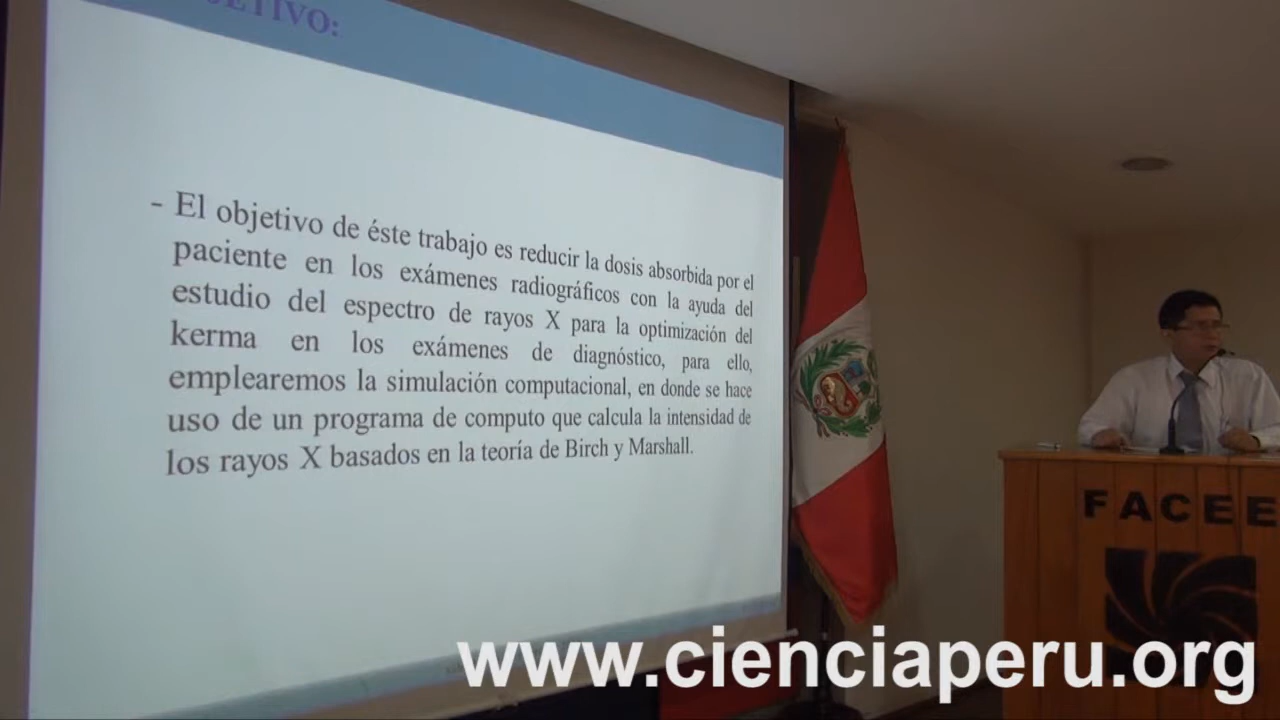 ETIVO:
- El objetivo de éste trabajo es reducir la dosis absorbida por el
paciente en los exámenes radiográficos con la ayuda del
estudio del espectro de rayos X para la optimización del
kerma en los exámenes de diagnóstico, para ello,
emplearemos la simulación computacional, en donde se hace
uso de un programa de computo que calcula la intensidad de
los rayos X basados en la teoría de Birch y Marshall.
FACEE
www.cienciaperu.org